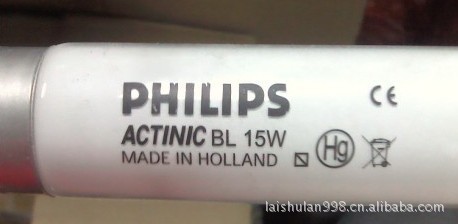 PHILIPS
CE
ACTINIC BL 15W
MADE IN HOLLAND
Hg
laishulan998.cn.alibaba.com